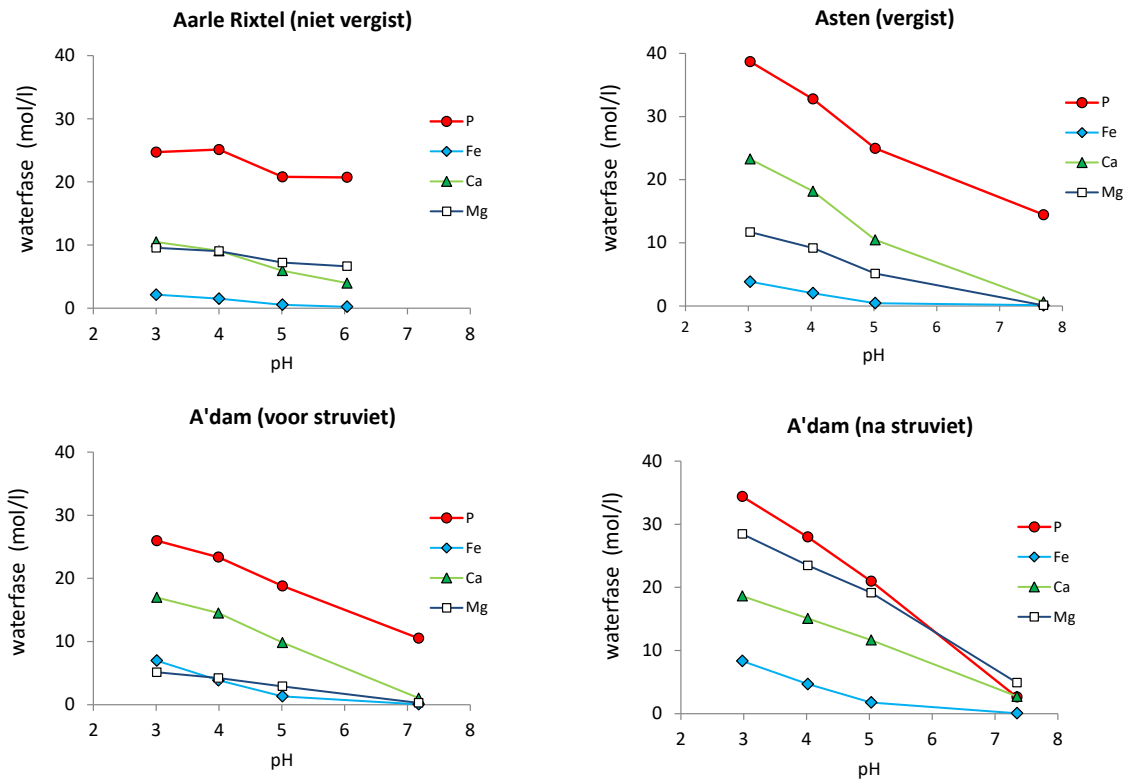 Aarle Rixtel (niet vergist)
waterfase (mol/l)
40
30
20
10
0
2 3 4 5 6 7 8
pH
P
Fe
Ca
Mg
Asten (vergist)
waterfase (mol/l)
40
30
20
10
0
2 3 4 5 6 7 8
pH
P
Fe
Ca
Mg
A'dam (voor struviet)
waterfase (mol/l)
40
30
20
10
0
2 3 4 5 6 7 8
pH
P
Fe
Ca
Mg
A'dam (na struviet)
waterfase (mol/l)
40
30
20
10
0
2 3 4 5 6 7 8
pH
P
Fe
Ca
Mg